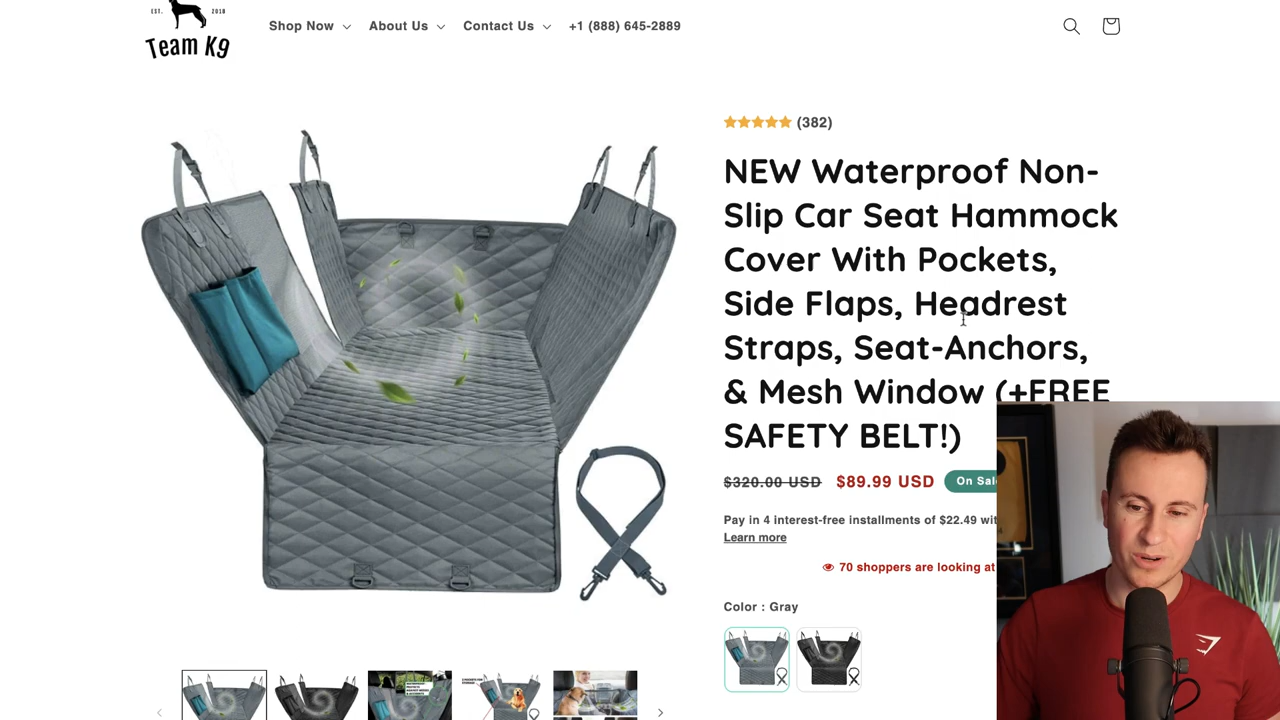 EST. 2018
Team K9
Shop Now
About Us
Contact Us
+1 (888) 645-2889
(382)
NEW Waterproof Non-
Slip Car Seat Hammock
Cover With Pockets,
Side Flaps, Headrest
Straps, Seat-Anchors,
& Mesh Window (+FREE
SAFETY BELT!)
$320.00 USD $89.99 USD On Sale
Pay in 4 interest-free installments of $22.49
Learn more
70 shoppers are looking at
Color : Gray